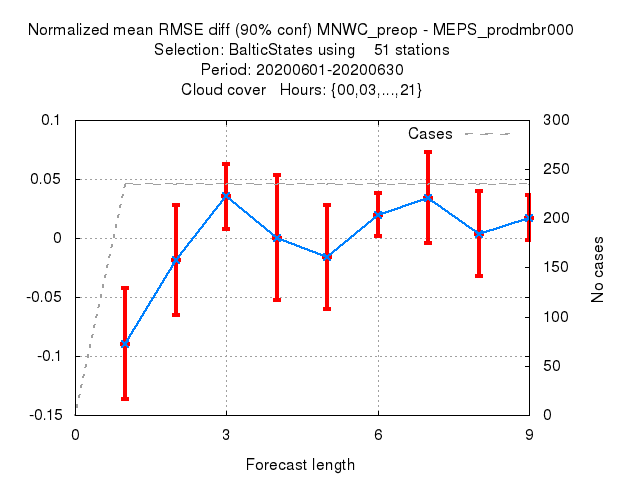 Normalized mean RMSE diff (90% conf) MNWC_preop - MEPS_prodmbr000
Selection: BalticStates using 51 stations
Period: 20200601-20200630
Cloud cover Hours: {00,03,...,21}
Cases
0.1
0.05
0
-0.05
-0.1
-0.15
300
250
200
150
100
50
0
No cases
0 3 6 9
Forecast length